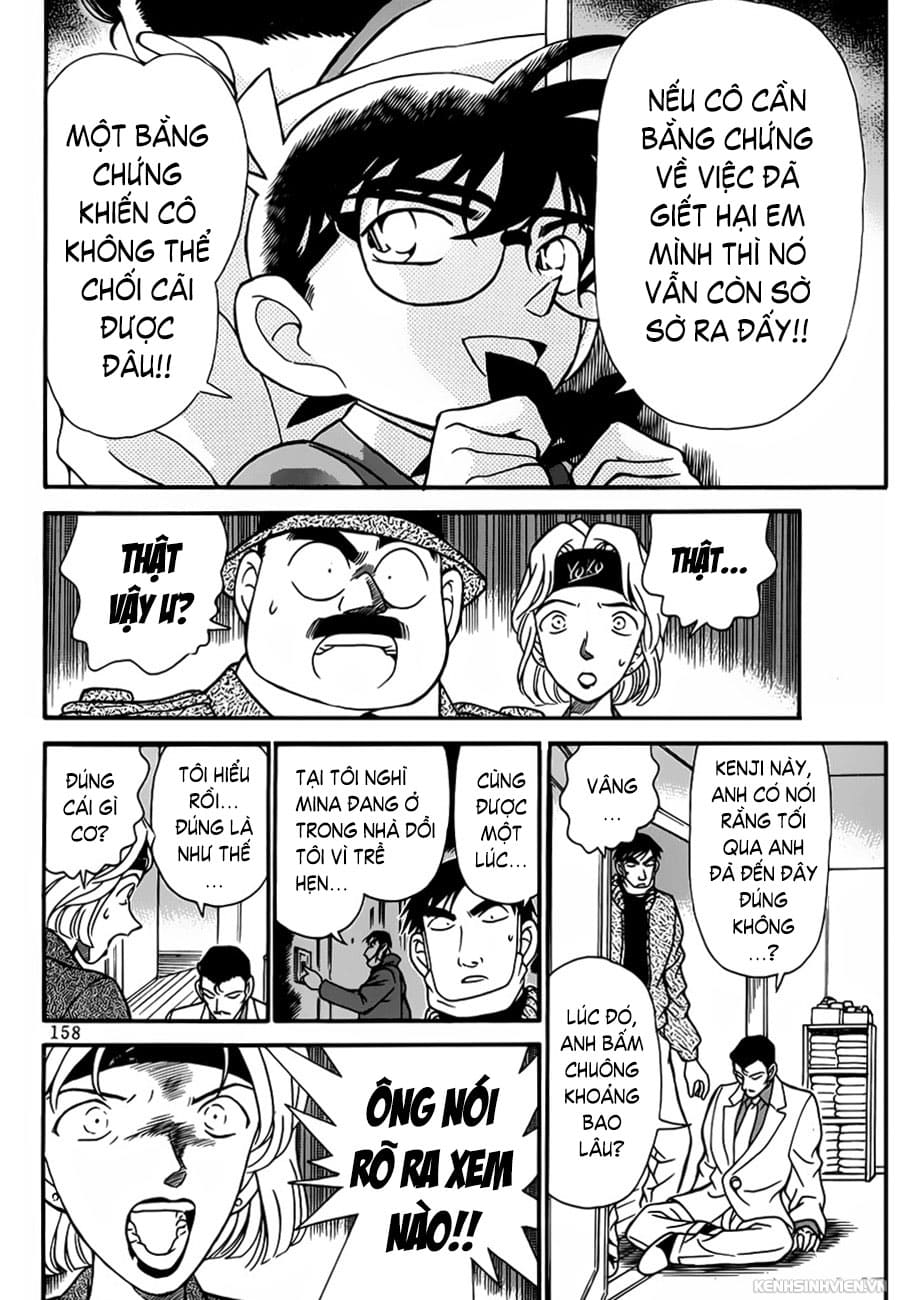 NẾU CÔ CẦN
BẰNG CHỨNG
VỀ VIỆC ĐÃ
GIẾT HẠI EM
MÌNH THÌ NÓ
VẪN CÒN SỜ
SỜ RA ĐẤY!!
MỘT BẰNG
CHỨNG
KHIẾN CÔ
KHÔNG THỂ
CHỐI CÃI
ĐƯỢC
ĐÂU!!
THẬT...
YOKO
THẬT
VẬY Ư?
KENJI NÀY,
ANH CÓ NÓI
RẰNG TỐI
QUA ANH
ĐÃ ĐẾN ĐÂY
ĐÚNG
KHÔNG
...?
VÂNG
...
LÚC ĐÓ,
ANH BẤM
CHUÔNG
KHOẢNG
BAO
LÂU?
CŨNG
ĐƯỢC
MỘT
LÚC...
TẠI TÔI NGHĨ
MINA ĐANG Ở
TRONG NHÀ DỖI
TÔI VÌ TRỄ
HẸN...
TÔI HIỂU
RỒI...
ĐÚNG LÀ
NHƯ THẾ
...
ĐÚNG
CÁI GÌ
CƠ?
158
ÔNG NÓI
RÕ RA XEM
NÀO!!
KENHSINHVIEN.VN